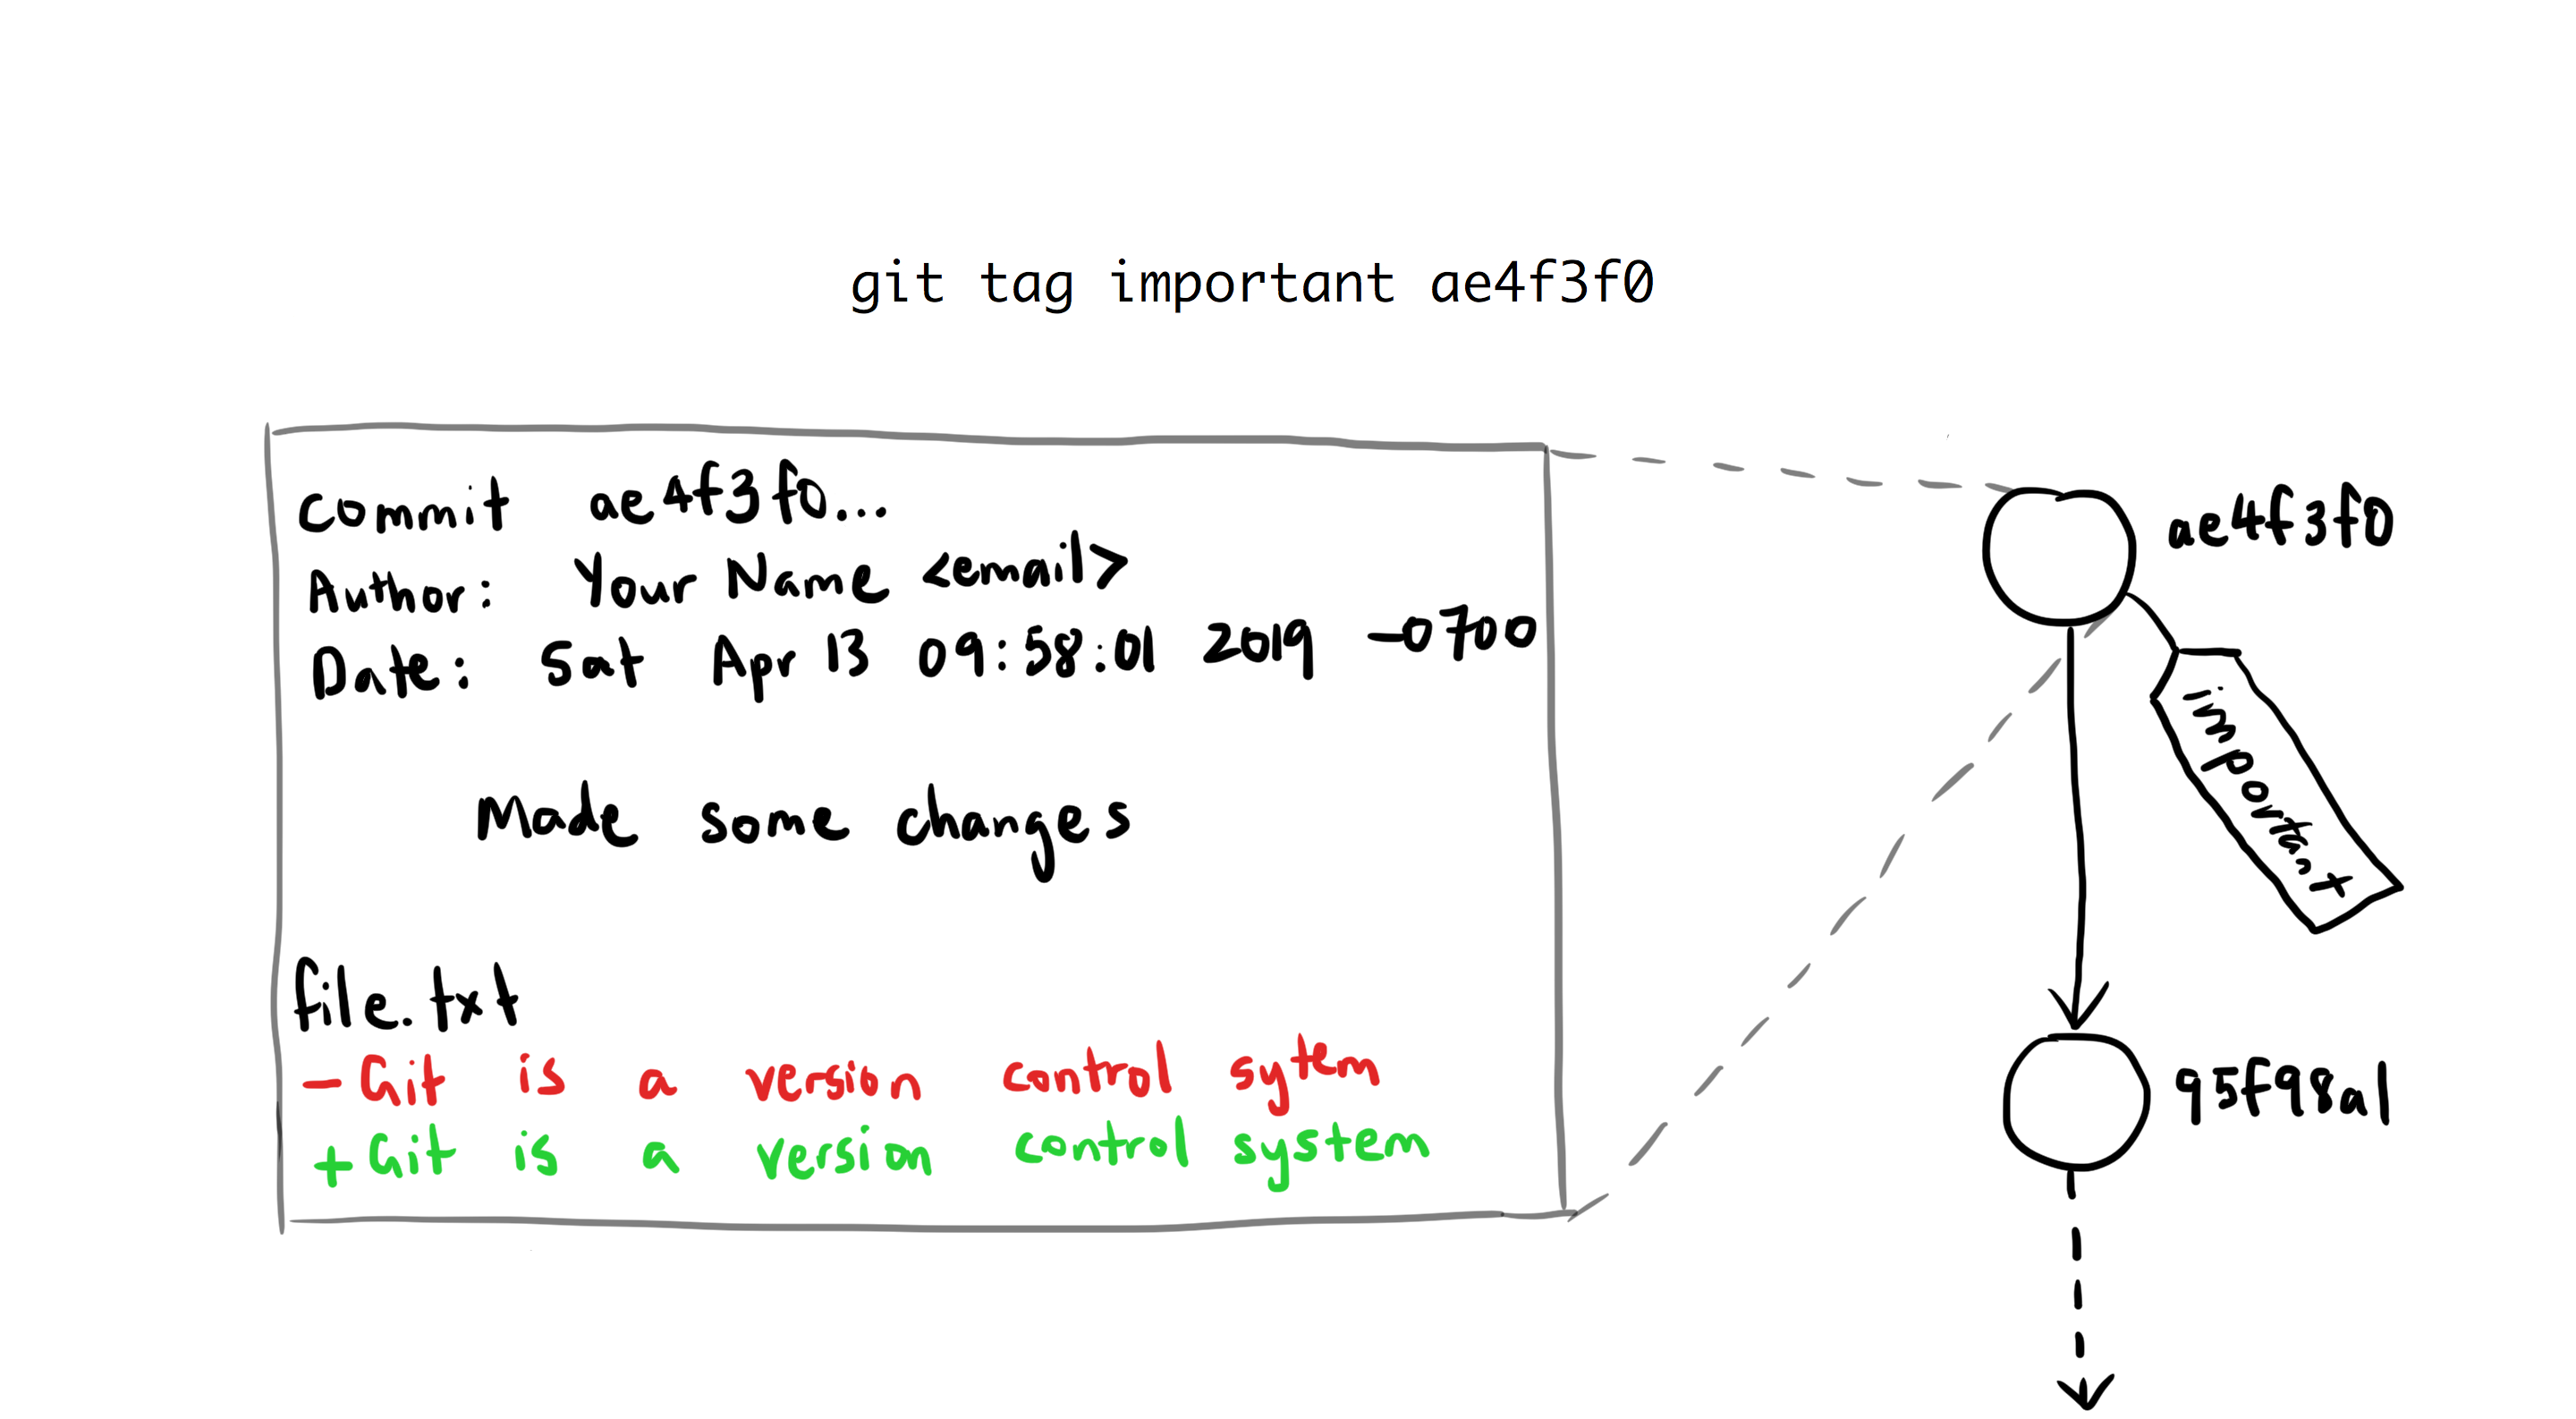 git tag important ae4f3f0
commit ae4f3f0...
Author: Your Name <email>
Date: Sat Apr 13 09:58:01 2019 -0700
Made some changes
file.txt
-Git is a version control sytem
+Git is a version control system
ae4f3f0
important
95f98a1